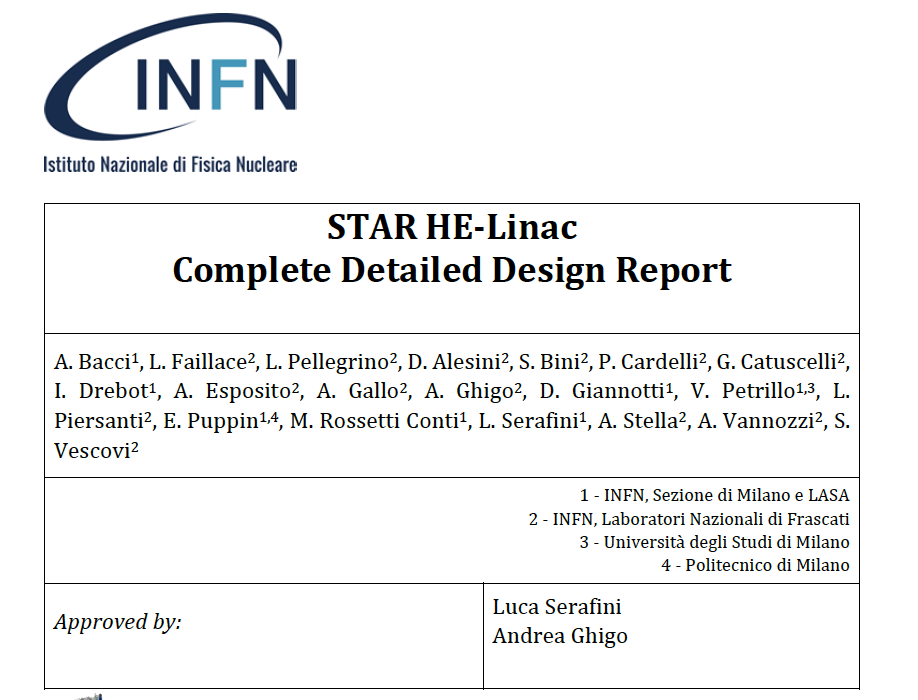 INFN
Istituto Nazionale di Fisica Nucleare
STAR HE-Linac
Complete Detailed Design Report
A. Bacci¹, L. Faillace², L. Pellegrino², D. Alesini², S. Bini², P. Cardelli², G. Catuscelli²,
I. Drebot¹, A. Esposito², A. Gallo², A. Ghigo², D. Giannotti¹, V. Petrillo¹,³, L.
Piersanti², E. Puppin¹,⁴, M. Rossetti Conti¹, L. Serafini¹, A. Stella², A. Vannozzi², S.
Vescovi²
1 - INFN, Sezione di Milano e LASA
2 - INFN, Laboratori Nazionali di Frascati
3 - Università degli Studi di Milano
4 - Politecnico di Milano
Approved by:
Luca Serafini
Andrea Ghigo